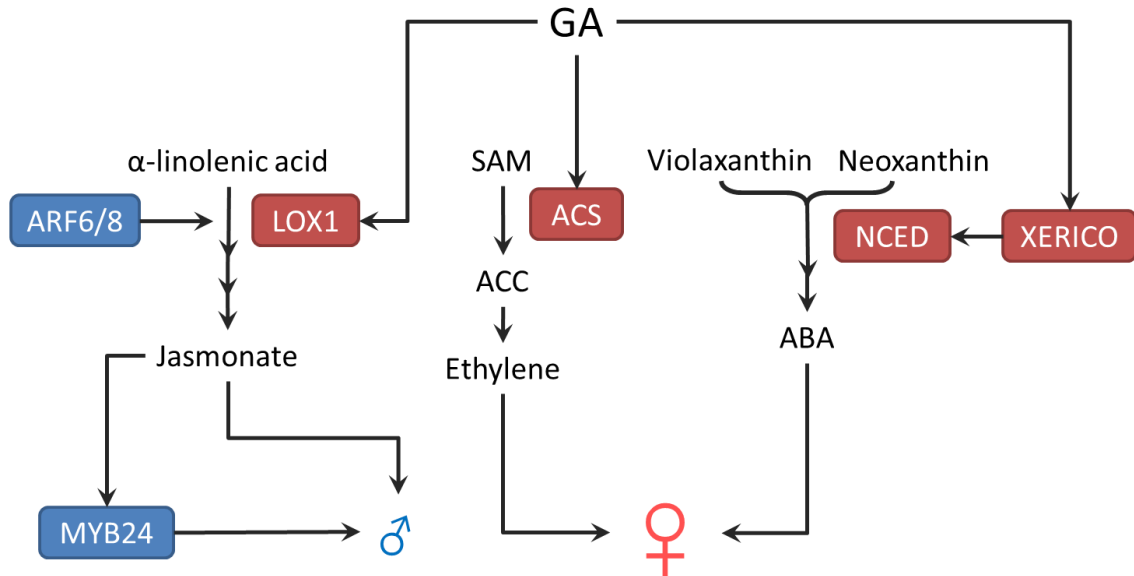 GA
α-linolenic acid
SAM
Violaxanthin
Neoxanthin
ARF6/8
LOX1
ACS
NCED
XERICO
ACC
Jasmonate
Ethylene
ABA
MYB24